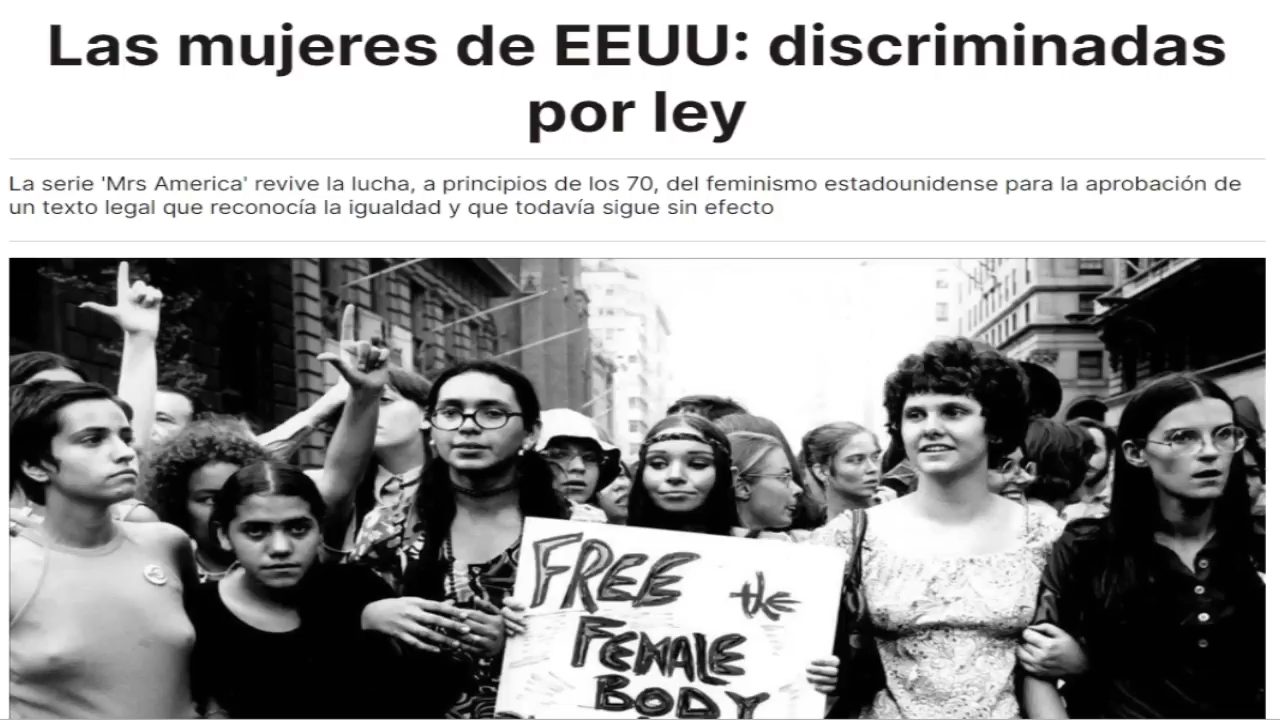 Las mujeres de EEUU: discriminadas
por ley
La serie 'Mrs America' revive la lucha, a principios de los 70, del feminismo estadounidense para la aprobación de
un texto legal que reconocía la igualdad y que todavía sigue sin efecto
FREE the
FEMALE
BODY